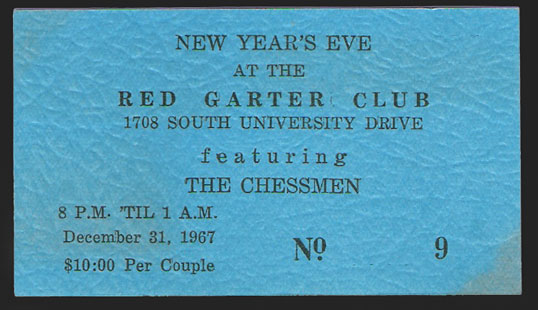 NEW YEAR'S EVE
AT THE
RED GARTER CLUB
1708 SOUTH UNIVERSITY DRIVE
featuring
THE CHESSMEN
8 P.M. 'TIL 1 A.M.
December 31, 1967
$10:00 Per Couple
Nº 9